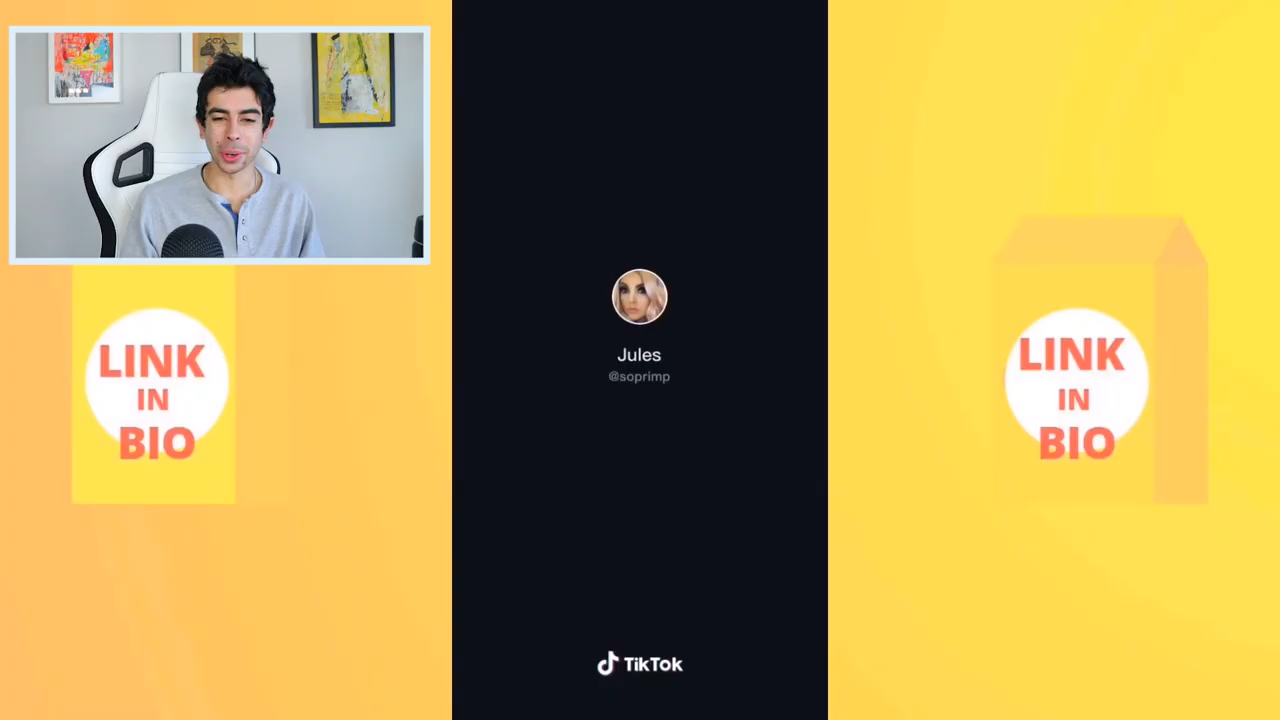 LINK
IN
BIO
Jules
@soprimp
TikTok
LINK
IN
BIO